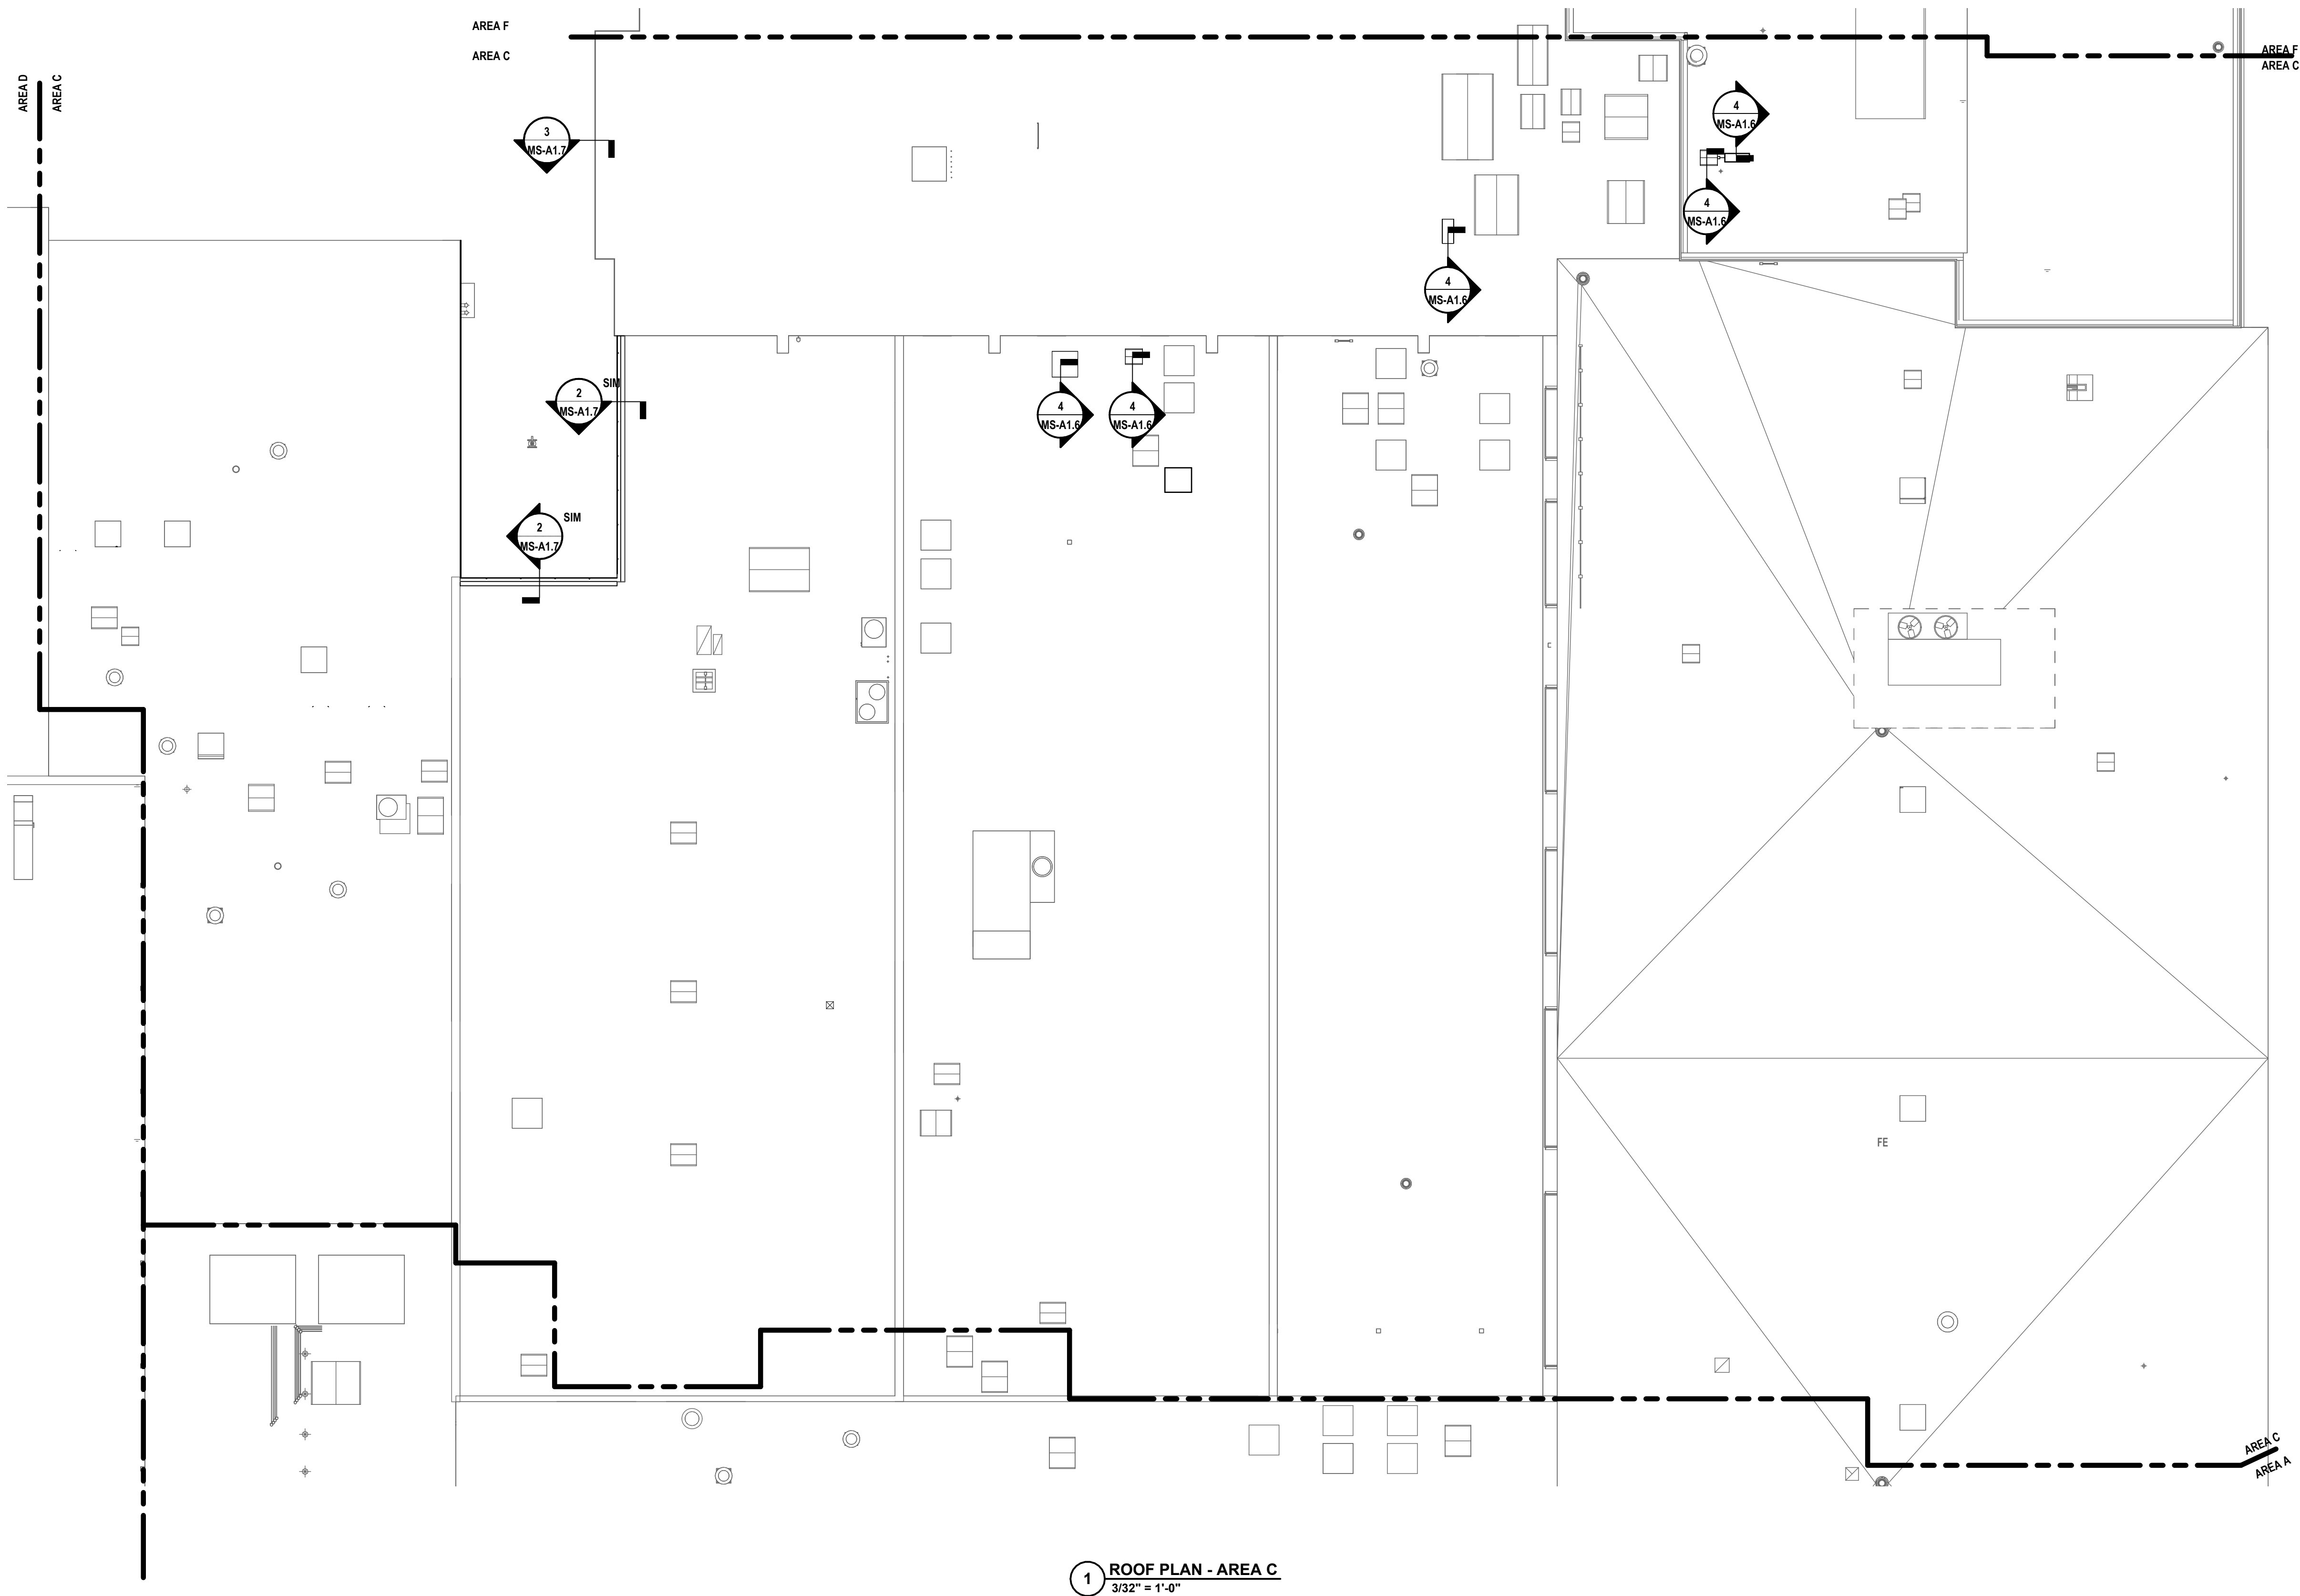 AREA F
AREA C
AREA F
AREA C
AREA D
AREA C
3
MS-A1.7
4
MS-A1.6
4
MS-A1.6
4
MS-A1.6
2
MS-A1.7
SIM
4
MS-A1.6
4
MS-A1.6
2
MS-A1.7
SIM
FE
AREA C
AREA A
1
ROOF PLAN - AREA C
3/32" = 1'-0"